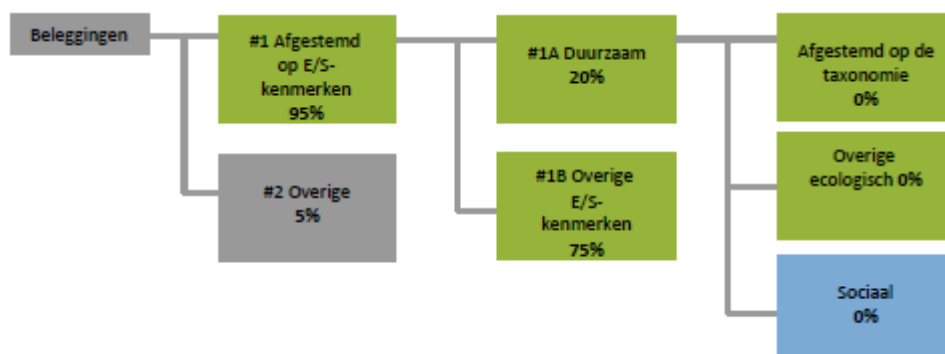 Beleggingen
#1 Afgestemd
op E/S-
kenmerken
95%
#2 Overige
5%
#1A Duurzaam
20%
#1B Overige
E/S-
kenmerken
75%
Afgestemd op de
taxonomie
0%
Overige
ecologisch 0%
Sociaal
0%